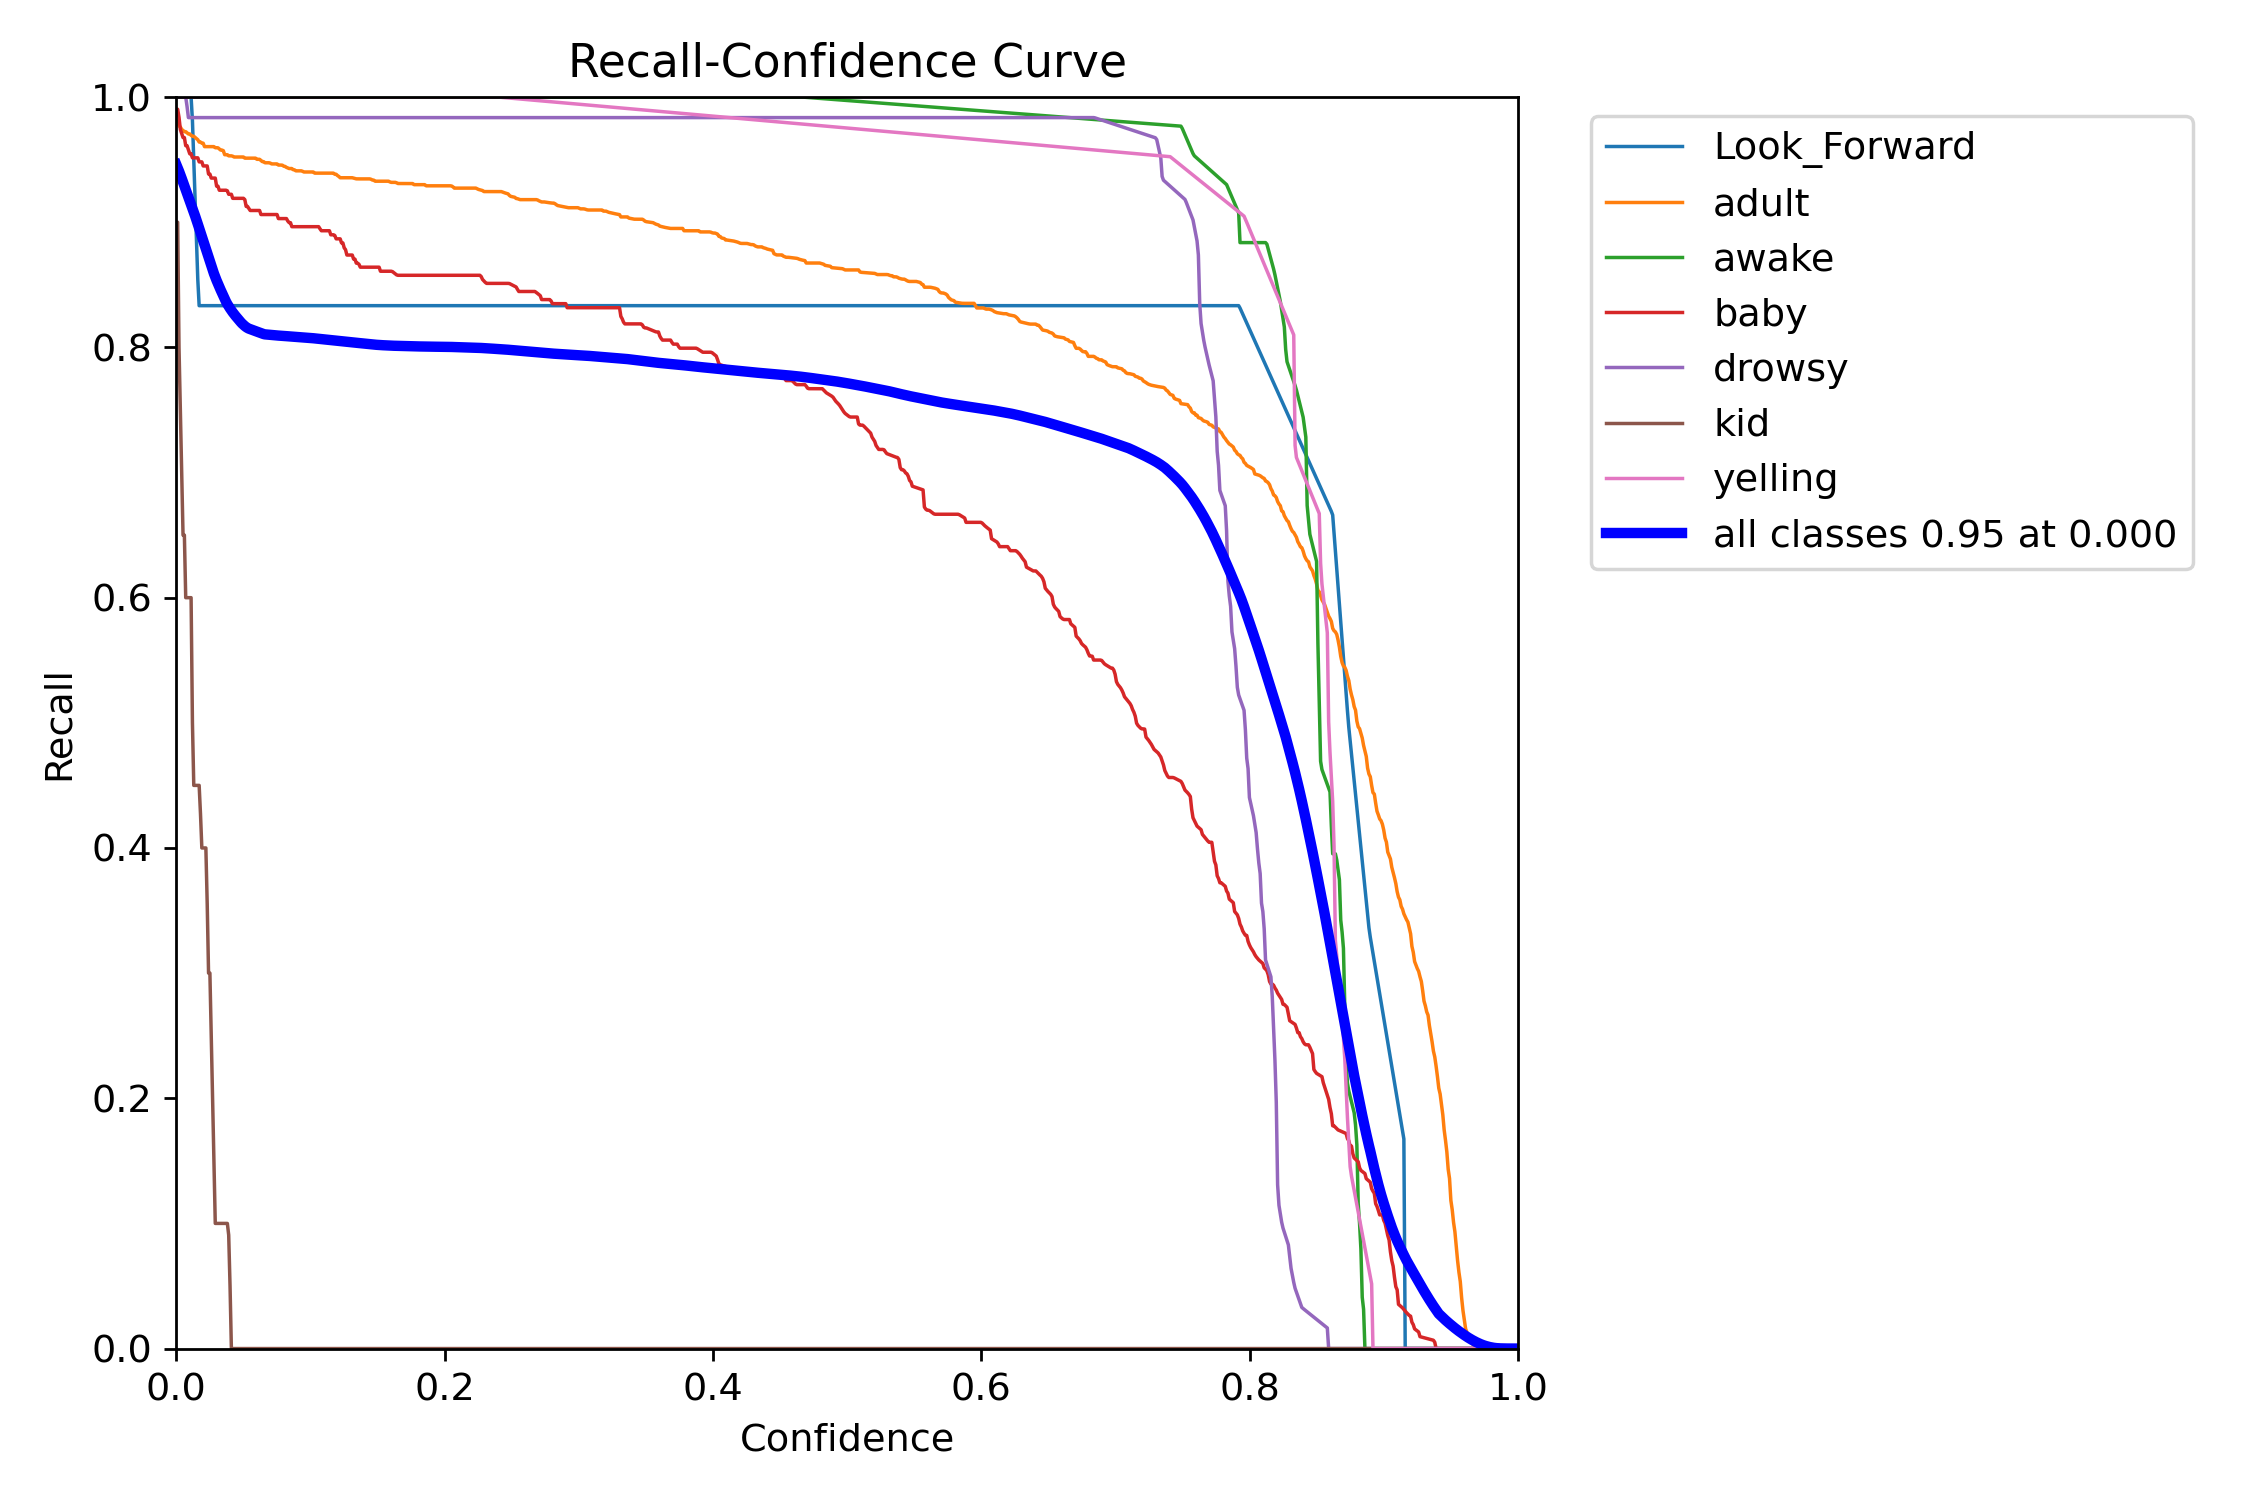 Recall-Confidence Curve
1.0
0.8
0.6
0.4
0.2
0.0
Recall
0.0 0.2 0.4 0.6 0.8 1.0
Confidence
Look_Forward
adult
awake
baby
drowsy
kid
yelling
all classes 0.95 at 0.000